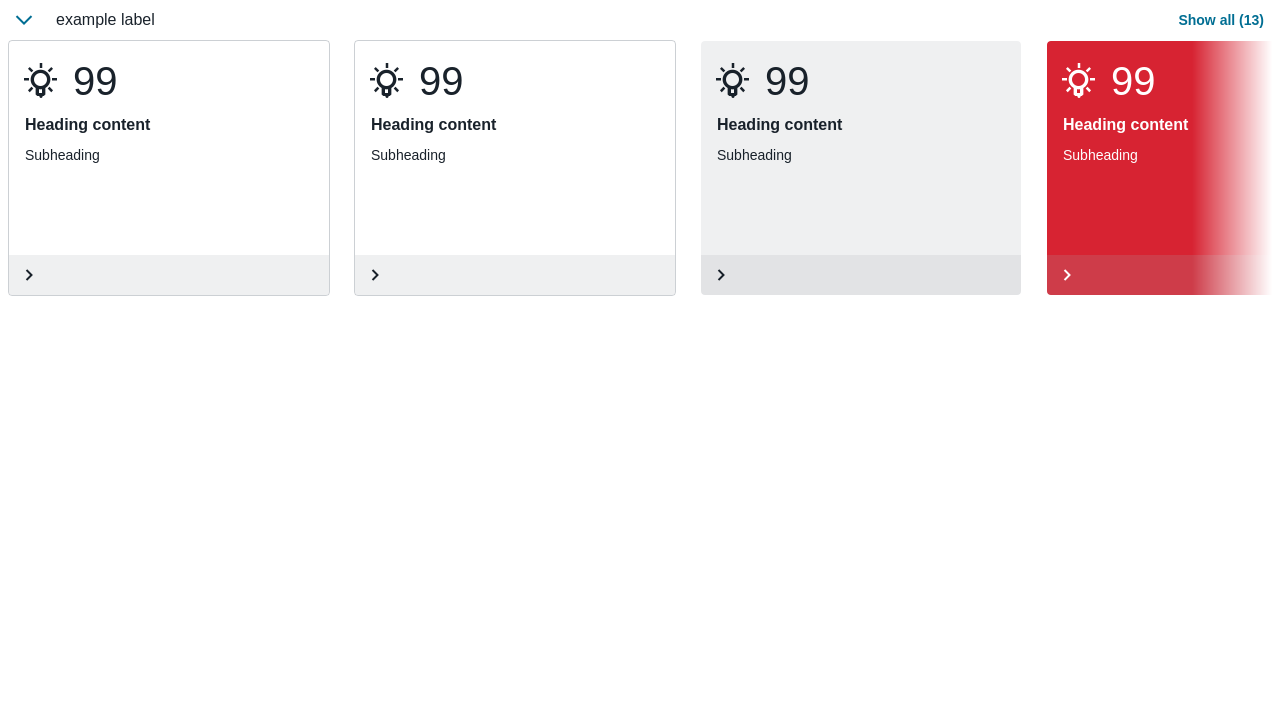 example label
Show all (13)
99
Heading content
Subheading
99
Heading content
Subheading
99
Heading content
Subheading
99
Heading content
Subheading